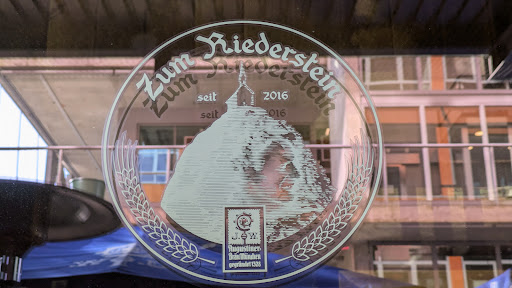 Zum Riederstein
seit 2016
J. W.
Augustiner
Bräu München
gegründet 1328